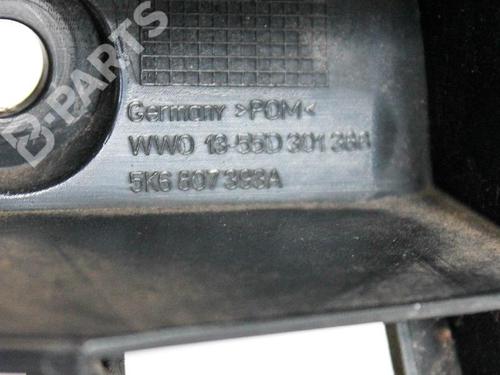 B-PARTS
Germany >POM<
WWO 13-55D 301 388
5K6 807 393A